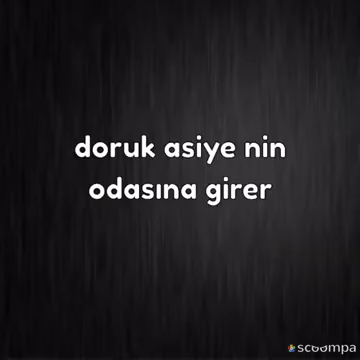 doruk asiye nin
odasına girer
scoompa